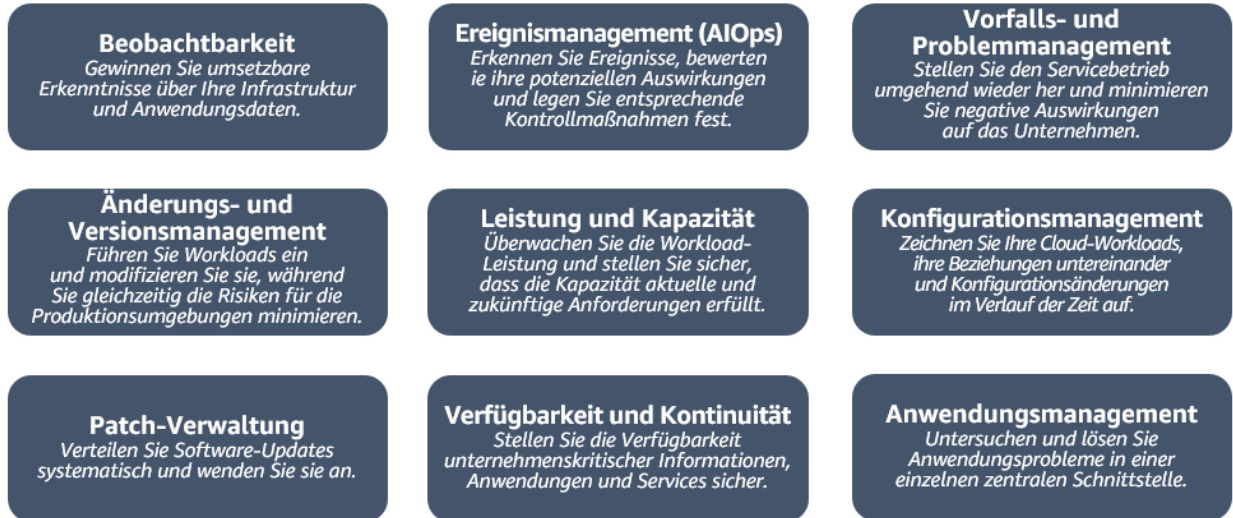 Beobachtbarkeit
Gewinnen Sie umsetzbare
Erkenntnisse über Ihre Infrastruktur
und Anwendungsdaten.
Ereignismanagement (AIOps)
Erkennen Sie Ereignisse, bewerten
ie ihre potenziellen Auswirkungen
und legen Sie entsprechende
Kontrollmaßnahmen fest.
Vorfalls- und
Problemmanagement
Stellen Sie den Servicebetrieb
umgehend wieder her und minimieren
Sie negative Auswirkungen
auf das Unternehmen.
Änderungs- und
Versionsmanagement
Führen Sie Workloads ein
und modifizieren Sie sie, während
Sie gleichzeitig die Risiken für die
Produktionsumgebungen minimieren.
Leistung und Kapazität
Überwachen Sie die Workload-
Leistung und stellen Sie sicher,
dass die Kapazität aktuelle und
zukünftige Anforderungen erfüllt.
Konfigurationsmanagement
Zeichnen Sie Ihre Cloud-Workloads,
ihre Beziehungen untereinander
und Konfigurationsänderungen
im Verlauf der Zeit auf.
Patch-Verwaltung
Verteilen Sie Software-Updates
systematisch und wenden Sie sie an.
Verfügbarkeit und Kontinuität
Stellen Sie die Verfügbarkeit
unternehmenskritischer Informationen,
Anwendungen und Services sicher.
Anwendungsmanagement
Untersuchen und lösen Sie
Anwendungsprobleme in einer
einzelnen zentralen Schnittstelle.